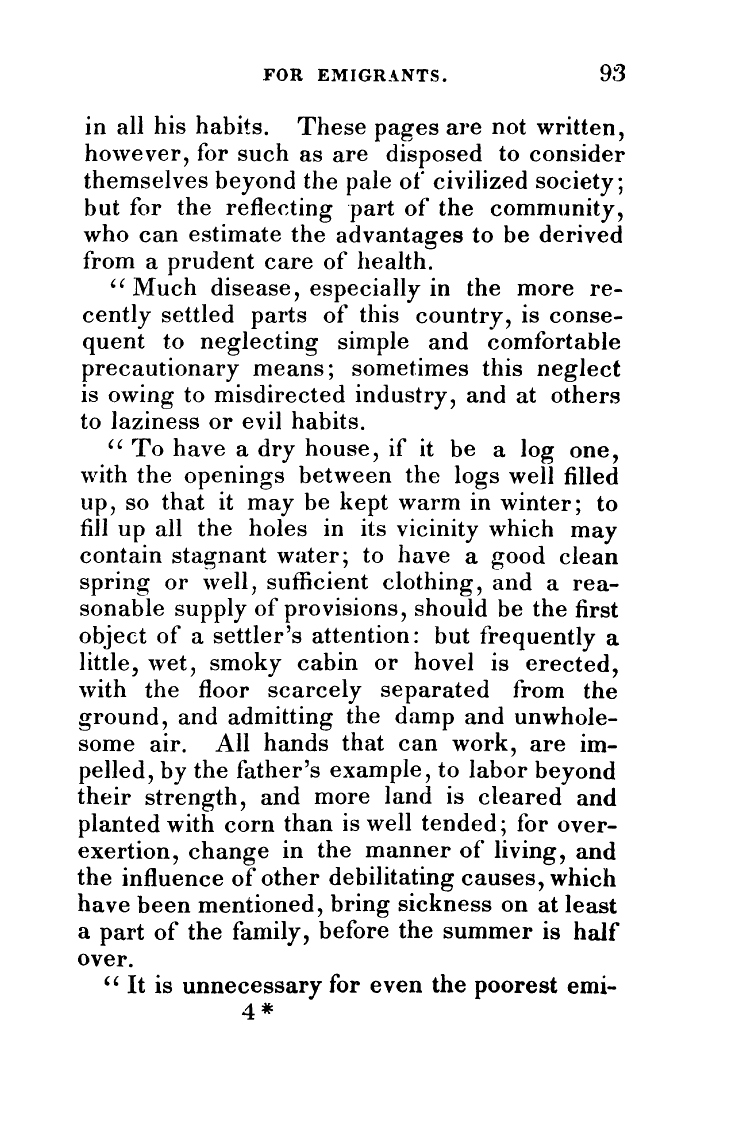 FOR EMIGRANTS. 93
in all his habits. These pages are not written,
however, for such as are disposed to consider
themselves beyond the pale of civilized society;
but for the reflecting part of the community,
who can estimate the advantages to be derived
from a prudent care of health.
“Much disease, especially in the more re-
cently settled parts of this country, is conse-
quent to neglecting simple and comfortable
precautionary means; sometimes this neglect
is owing to misdirected industry, and at others
to laziness or evil habits.
“To have a dry house, if it be a log one,
with the openings between the logs well filled
up, so that it may be kept warm in winter; to
fill up all the holes in its vicinity which may
contain stagnant water; to have a good clean
spring or well, sufficient clothing, and a rea-
sonable supply of provisions, should be the first
object of a settler’s attention: but frequently a
little, wet, smoky cabin or hovel is erected,
with the floor scarcely separated from the
ground, and admitting the damp and unwhole-
some air. All hands that can work, are im-
pelled, by the father’s example, to labor beyond
their strength, and more land is cleared and
planted with corn than is well tended; for over-
exertion, change in the manner of living, and
the influence of other debilitating causes, which
have been mentioned, bring sickness on at least
a part of the family, before the summer is half
over.
“It is unnecessary for even the poorest emi-
4*